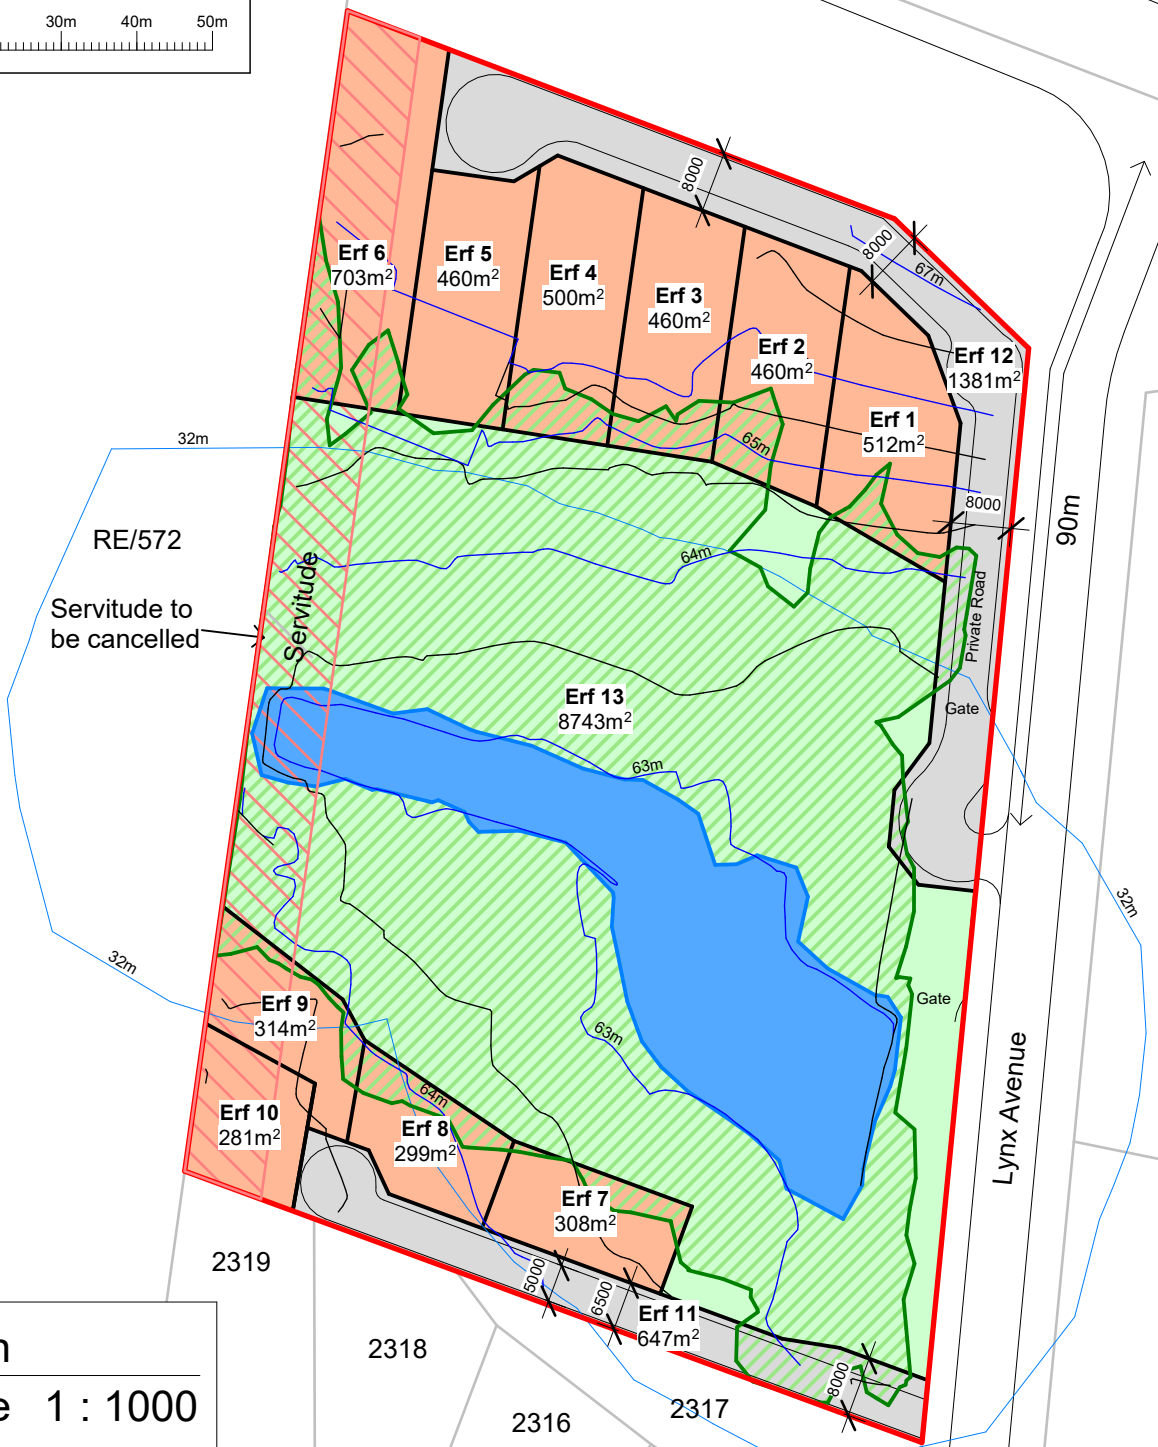 30m 40m 50m
8000
8000
67m
Erf 6
703m²
Erf 5
460m²
Erf 4
500m²
Erf 3
460m²
Erf 2
460m²
Erf 12
1381m²
Erf 1
512m²
65m
8000
90m
32m
RE/572
64m
Servitude
Servitude to
be cancelled
Private Road
Erf 13
8743m²
Gate
63m
32m
32m
Gate
Erf 9
314m²
63m
Lynx Avenue
64m
Erf 10
281m²
Erf 8
299m²
Erf 7
308m²
2319
5000
6500
Erf 11
647m²
2318
8000
2317
2316
1 : 1000